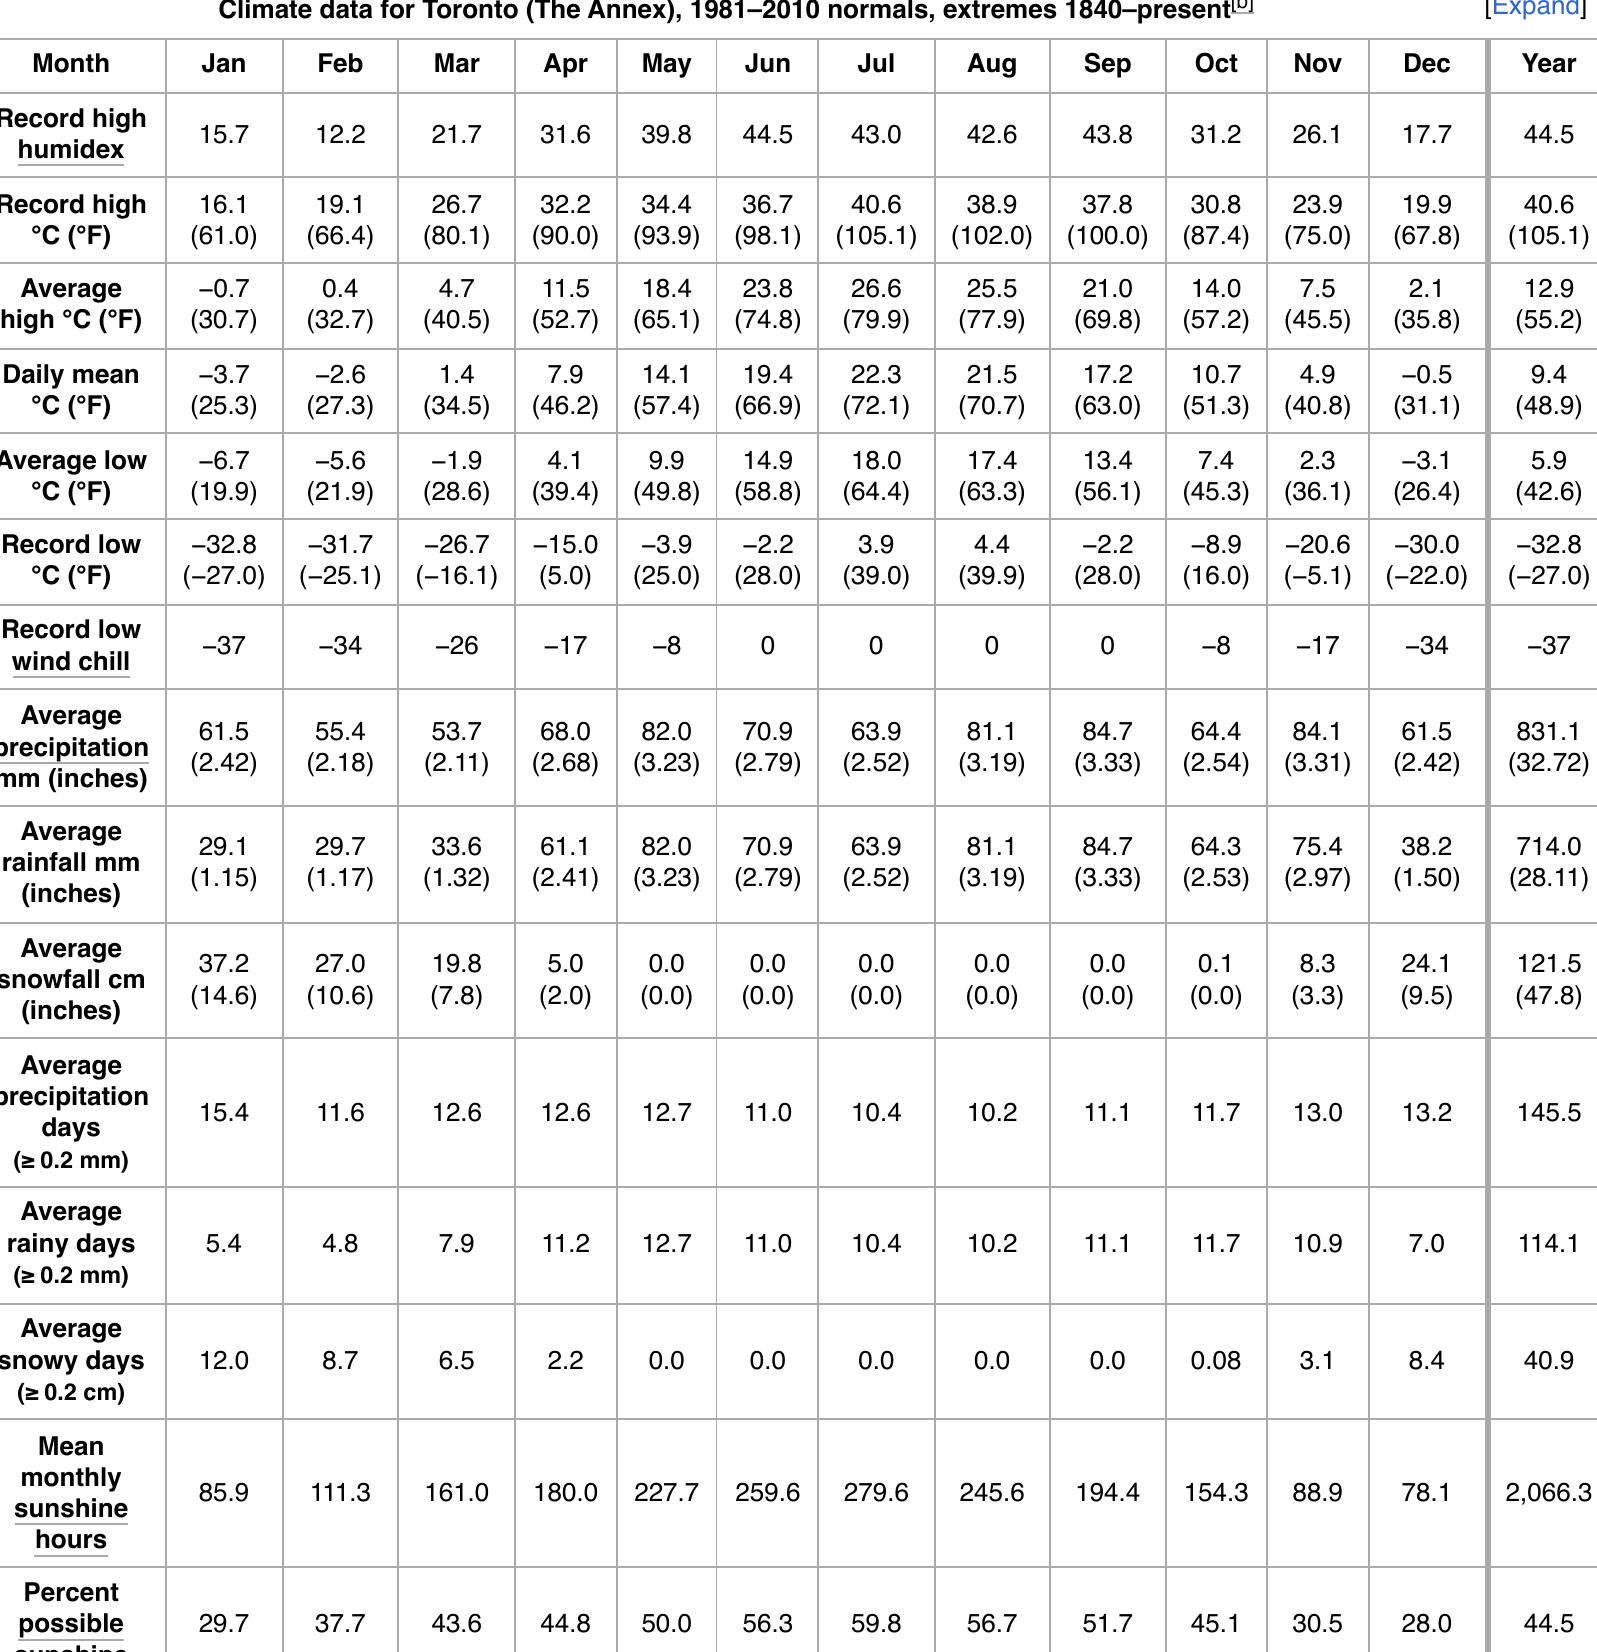 Climate data for Toronto (The Annex), 1981–2010 normals, extremes 1840–present[b] [Expand]
Month Jan Feb Mar Apr May Jun Jul Aug Sep Oct Nov Dec Year
Record high humidex 15.7 12.2 21.7 31.6 39.8 44.5 43.0 42.6 43.8 31.2 26.1 17.7 44.5
Record high 16.1 19.1 26.7 32.2 34.4 36.7 40.6 38.9 37.8 30.8 23.9 19.9 40.6
°C (°F) (61.0) (66.4) (80.1) (90.0) (93.9) (98.1) (105.1) (102.0) (100.0) (87.4) (75.0) (67.8) (105.1)
Average −0.7 0.4 4.7 11.5 18.4 23.8 26.6 25.5 21.0 14.0 7.5 2.1 12.9
high °C (°F) (30.7) (32.7) (40.5) (52.7) (65.1) (74.8) (79.9) (77.9) (69.8) (57.2) (45.5) (35.8) (55.2)
Daily mean −3.7 −2.6 1.4 7.9 14.1 19.4 22.3 21.5 17.2 10.7 4.9 −0.5 9.4
°C (°F) (25.3) (27.3) (34.5) (46.2) (57.4) (66.9) (72.1) (70.7) (63.0) (51.3) (40.8) (31.1) (48.9)
Average low −6.7 −5.6 −1.9 4.1 9.9 14.9 18.0 17.4 13.4 7.4 2.3 −3.1 5.9
°C (°F) (19.9) (21.9) (28.6) (39.4) (49.8) (58.8) (64.4) (63.3) (56.1) (45.3) (36.1) (26.4) (42.6)
Record low −32.8 −31.7 −26.7 −15.0 −3.9 −2.2 3.9 4.4 −2.2 −8.9 −20.6 −30.0 −32.8
°C (°F) (−27.0) (−25.1) (−16.1) (5.0) (25.0) (28.0) (39.0) (39.9) (28.0) (16.0) (−5.1) (−22.0) (−27.0)
Record low wind chill −37 −34 −26 −17 −8 0 0 0 0 −8 −17 −34 −37
Average precipitation 61.5 55.4 53.7 68.0 82.0 70.9 63.9 81.1 84.7 64.4 84.1 61.5 831.1
mm (inches) (2.42) (2.18) (2.11) (2.68) (3.23) (2.79) (2.52) (3.19) (3.33) (2.54) (3.31) (2.42) (32.72)
Average rainfall mm 29.1 29.7 33.6 61.1 82.0 70.9 63.9 81.1 84.7 64.3 75.4 38.2 714.0
(inches) (1.15) (1.17) (1.32) (2.41) (3.23) (2.79) (2.52) (3.19) (3.33) (2.53) (2.97) (1.50) (28.11)
Average snowfall cm 37.2 27.0 19.8 5.0 0.0 0.0 0.0 0.0 0.0 0.1 8.3 24.1 121.5
(inches) (14.6) (10.6) (7.8) (2.0) (0.0) (0.0) (0.0) (0.0) (0.0) (0.0) (3.3) (9.5) (47.8)
Average precipitation days (≥ 0.2 mm) 15.4 11.6 12.6 12.6 12.7 11.0 10.4 10.2 11.1 11.7 13.0 13.2 145.5
Average rainy days (≥ 0.2 mm) 5.4 4.8 7.9 11.2 12.7 11.0 10.4 10.2 11.1 11.7 10.9 7.0 114.1
Average snowy days (≥ 0.2 cm) 12.0 8.7 6.5 2.2 0.0 0.0 0.0 0.0 0.0 0.08 3.1 8.4 40.9
Mean monthly sunshine hours 85.9 111.3 161.0 180.0 227.7 259.6 279.6 245.6 194.4 154.3 88.9 78.1 2,066.3
Percent possible sunshine 29.7 37.7 43.6 44.8 50.0 56.3 59.8 56.7 51.7 45.1 30.5 28.0 44.5